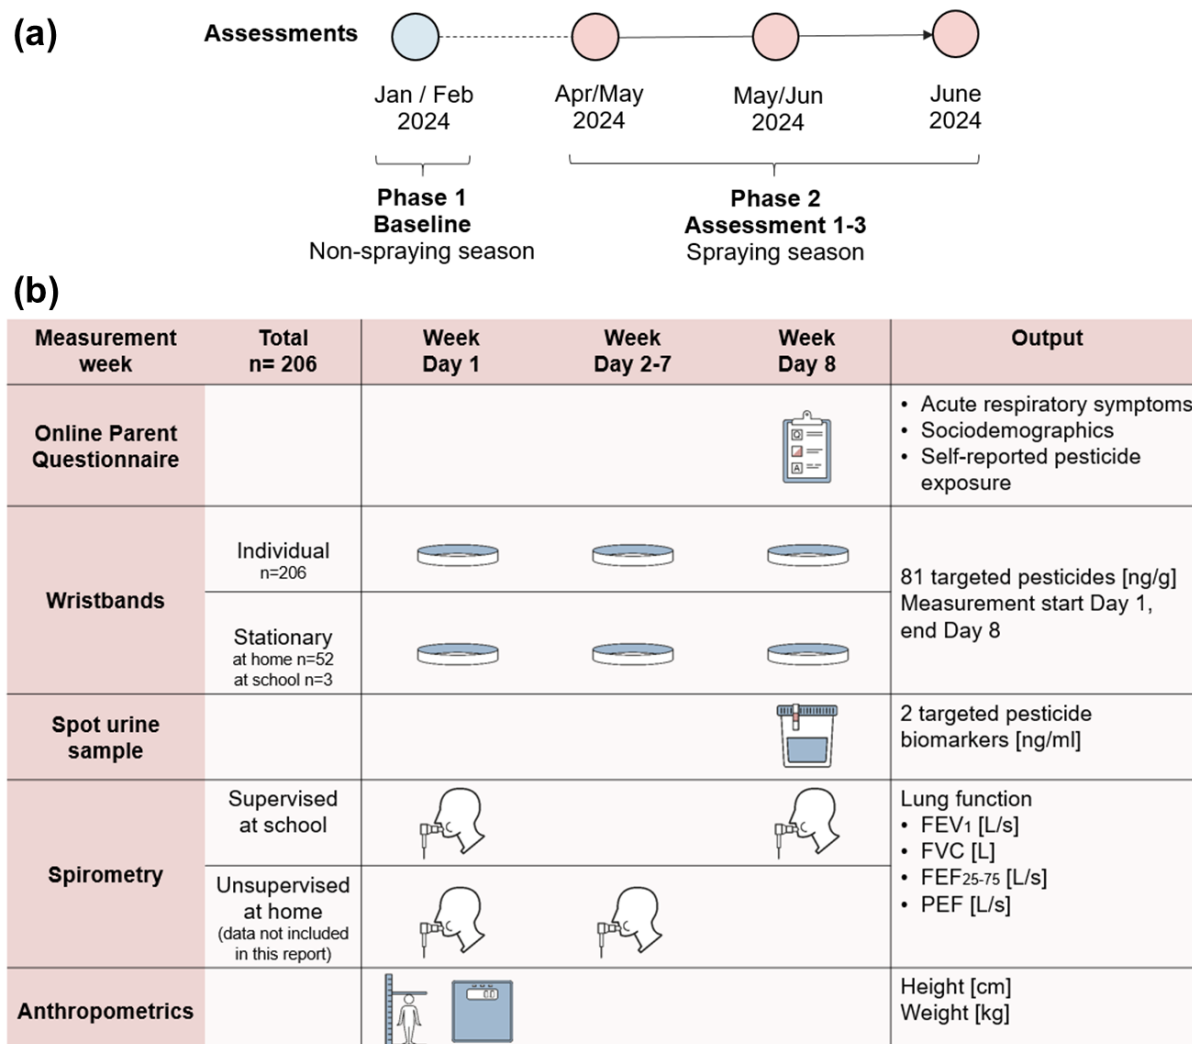 (a)
Assessments
Jan / Feb
2024
Apr/May
2024
May/Jun
2024
June
2024
Phase 1
Baseline
Non-spraying season
Phase 2
Assessment 1-3
Spraying season
(b)
Measurement
week
Total
n= 206
Week
Day 1
Week
Day 2-7
Week
Day 8
Output
Online Parent
Questionnaire
Q
A
• Acute respiratory symptoms
• Sociodemographics
• Self-reported pesticide
exposure
Wristbands
Individual
n=206
Stationary
at home n=52
at school n=3
81 targeted pesticides [ng/g]
Measurement start Day 1,
end Day 8
Spot urine
sample
2 targeted pesticide
biomarkers [ng/ml]
Spirometry
Supervised
at school
Unsupervised
at home
(data not included
in this report)
Lung function
• FEV1 [L/s]
• FVC [L]
• FEF25-75 [L/s]
• PEF [L/s]
Anthropometrics
Height [cm]
Weight [kg]